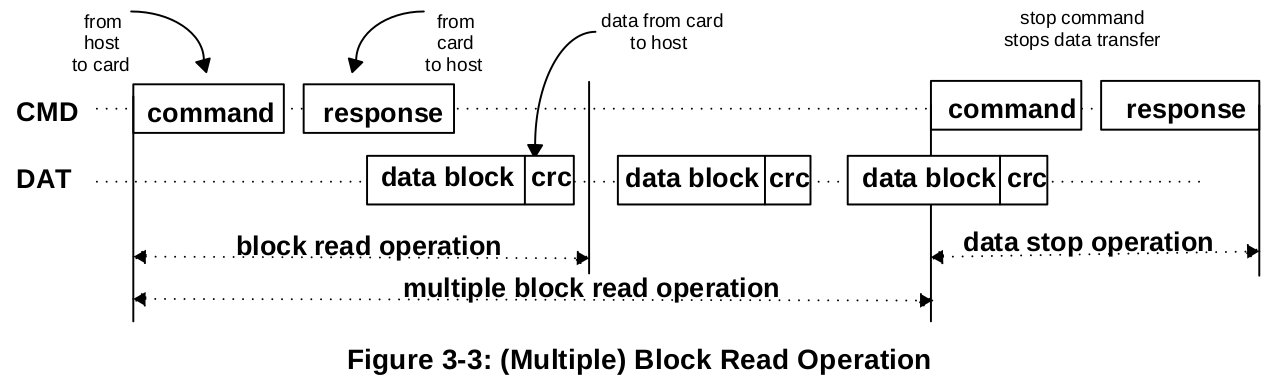 from
host
to card
from
card
to host
data from card
to host
stop command
stops data transfer
CMD
command
response
command
response
DAT
data block
crc
data block
crc
data block
crc
block read operation
data stop operation
multiple block read operation
Figure 3-3: (Multiple) Block Read Operation